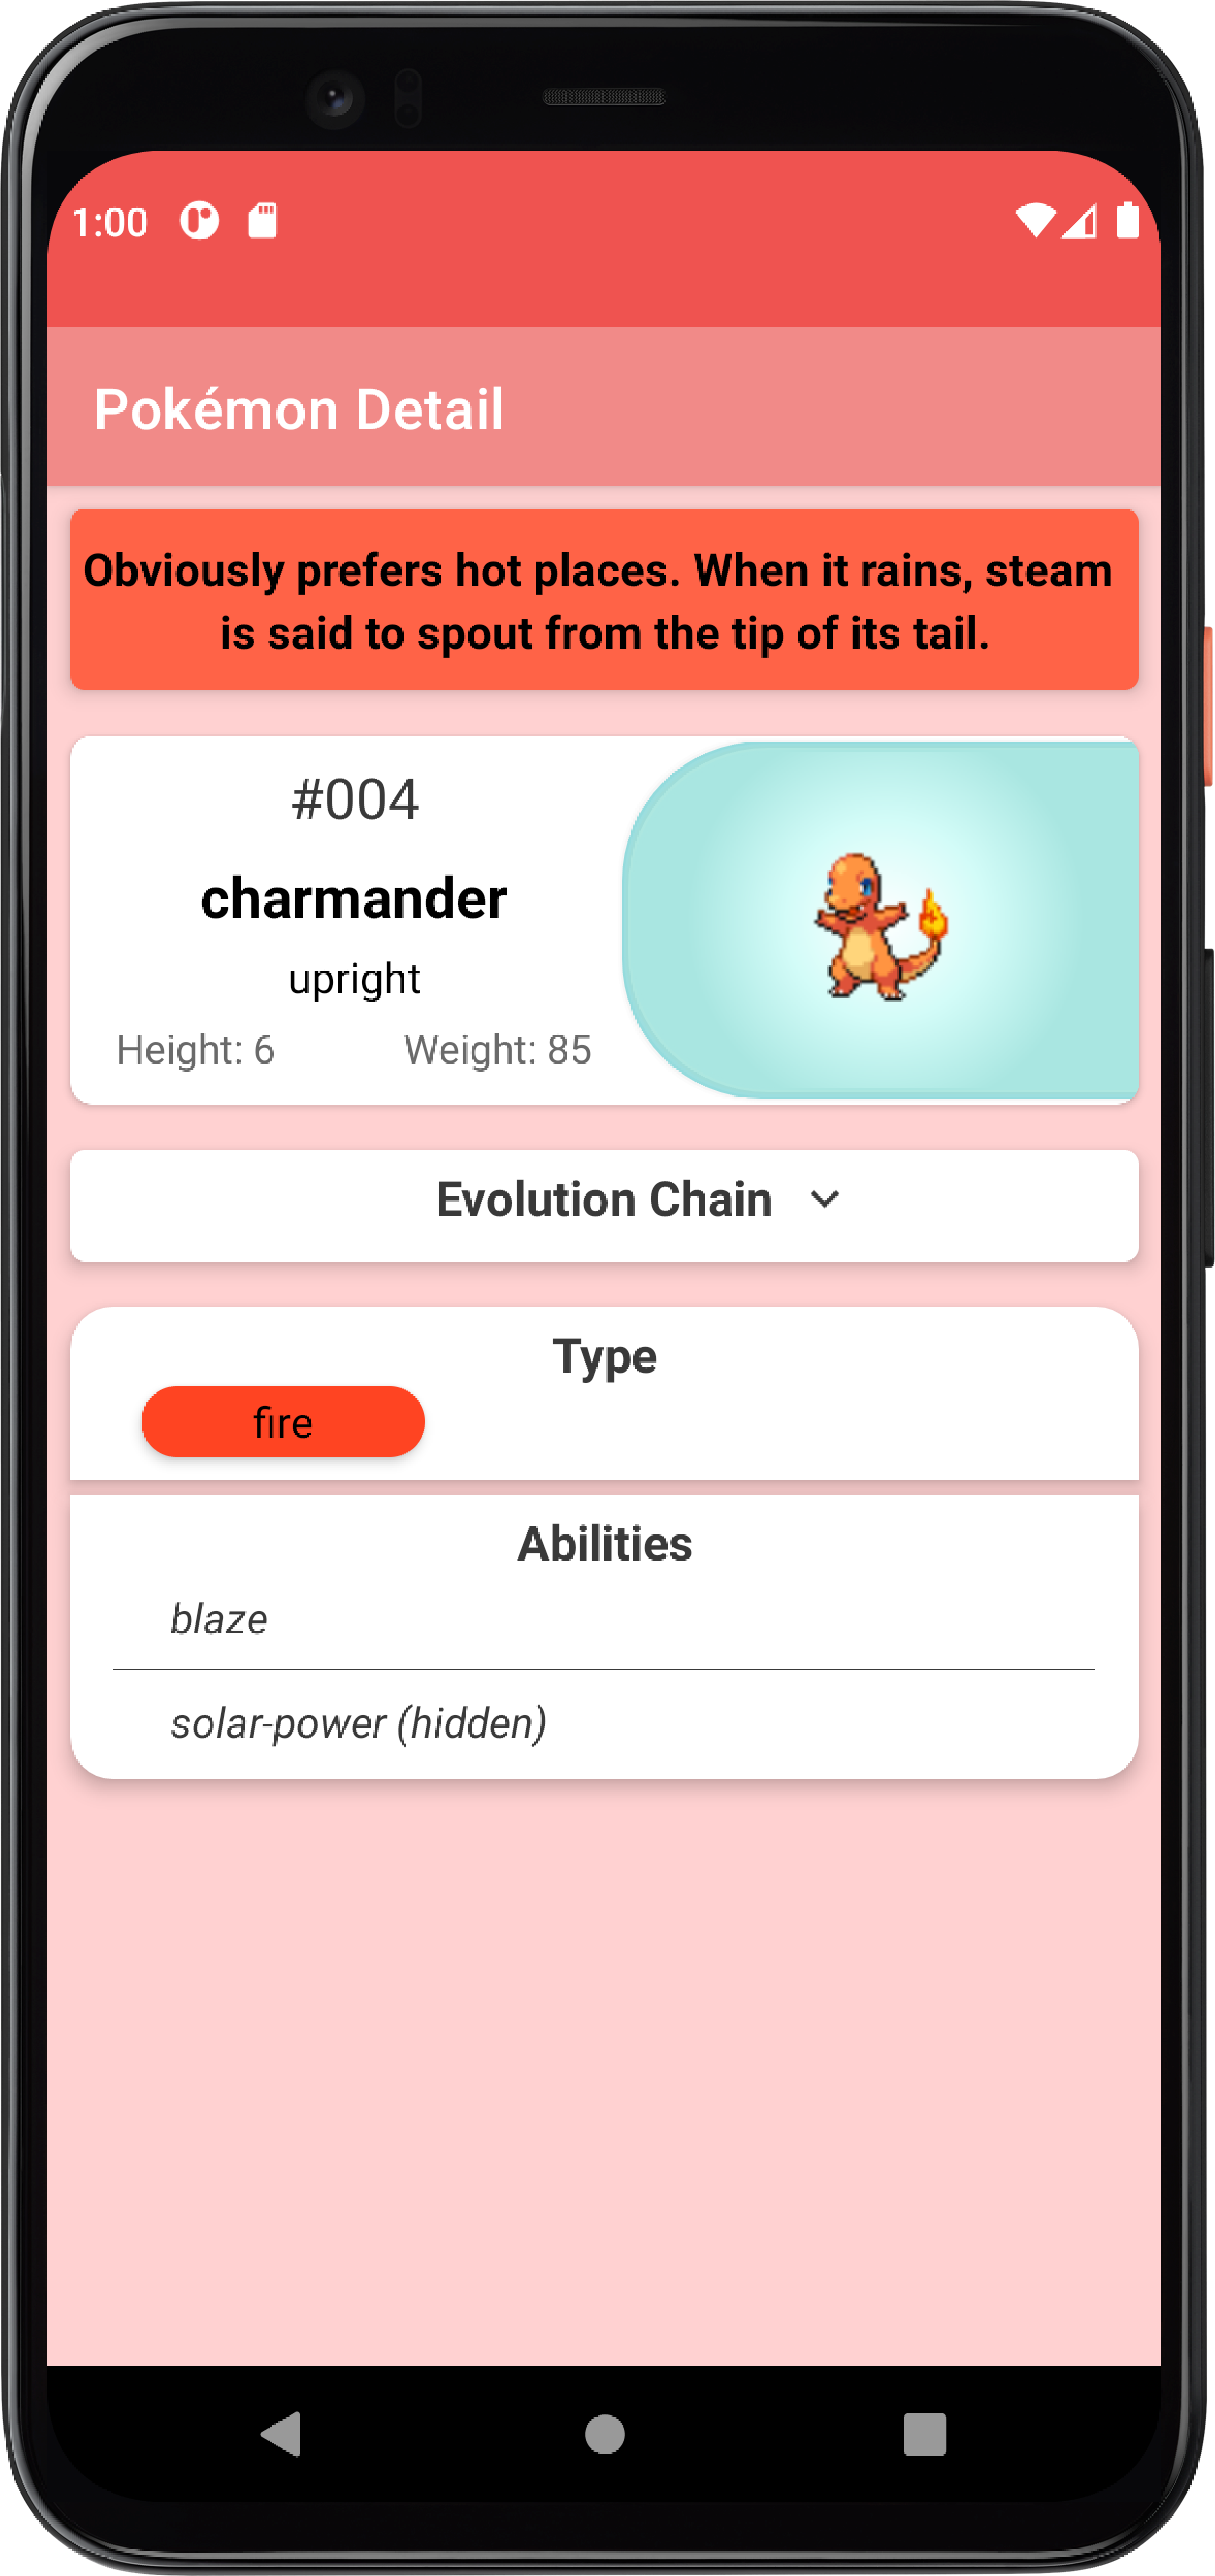 1:00
Pokémon Detail
Obviously prefers hot places. When it rains, steam
is said to spout from the tip of its tail.
#004
charmander
upright
Height: 6 Weight: 85
Evolution Chain
Type
fire
Abilities
blaze
solar-power (hidden)